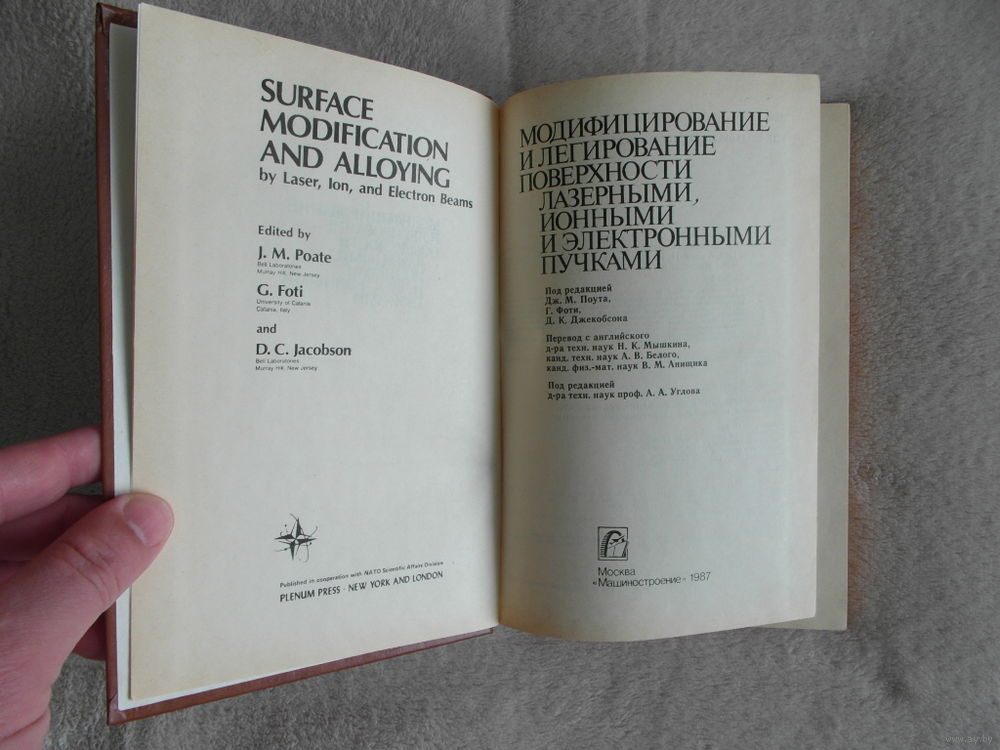 SURFACE
MODIFICATION
AND ALLOYING
by Laser, Ion, and Electron Beams
Edited by
J. M. Poate
Bell Laboratories
Murray Hill, New Jersey
G. Foti
University of Catania
Catania, Italy
and
D. C. Jacobson
Bell Laboratories
Murray Hill, New Jersey
Published in cooperation with NATO Scientific Affairs Division
PLENUM PRESS · NEW YORK AND LONDON
МОДИФИЦИРОВАНИЕ
И ЛЕГИРОВАНИЕ
ПОВЕРХНОСТИ
ЛАЗЕРНЫМИ,
ИОННЫМИ
И ЭЛЕКТРОННЫМИ
ПУЧКАМИ
Под редакцией
Дж. М. Поута,
Г. Фоти,
Д. К. Джекобсона
Перевод с английского
д-ра техн. наук Н. К. Мышкина,
канд. техн. наук А. В. Белого,
канд. физ.-мат. наук В. М. Анищика
Под редакцией
д-ра техн. наук проф. А. А. Углова
Москва
«Машиностроение» 1987
www.ay.by